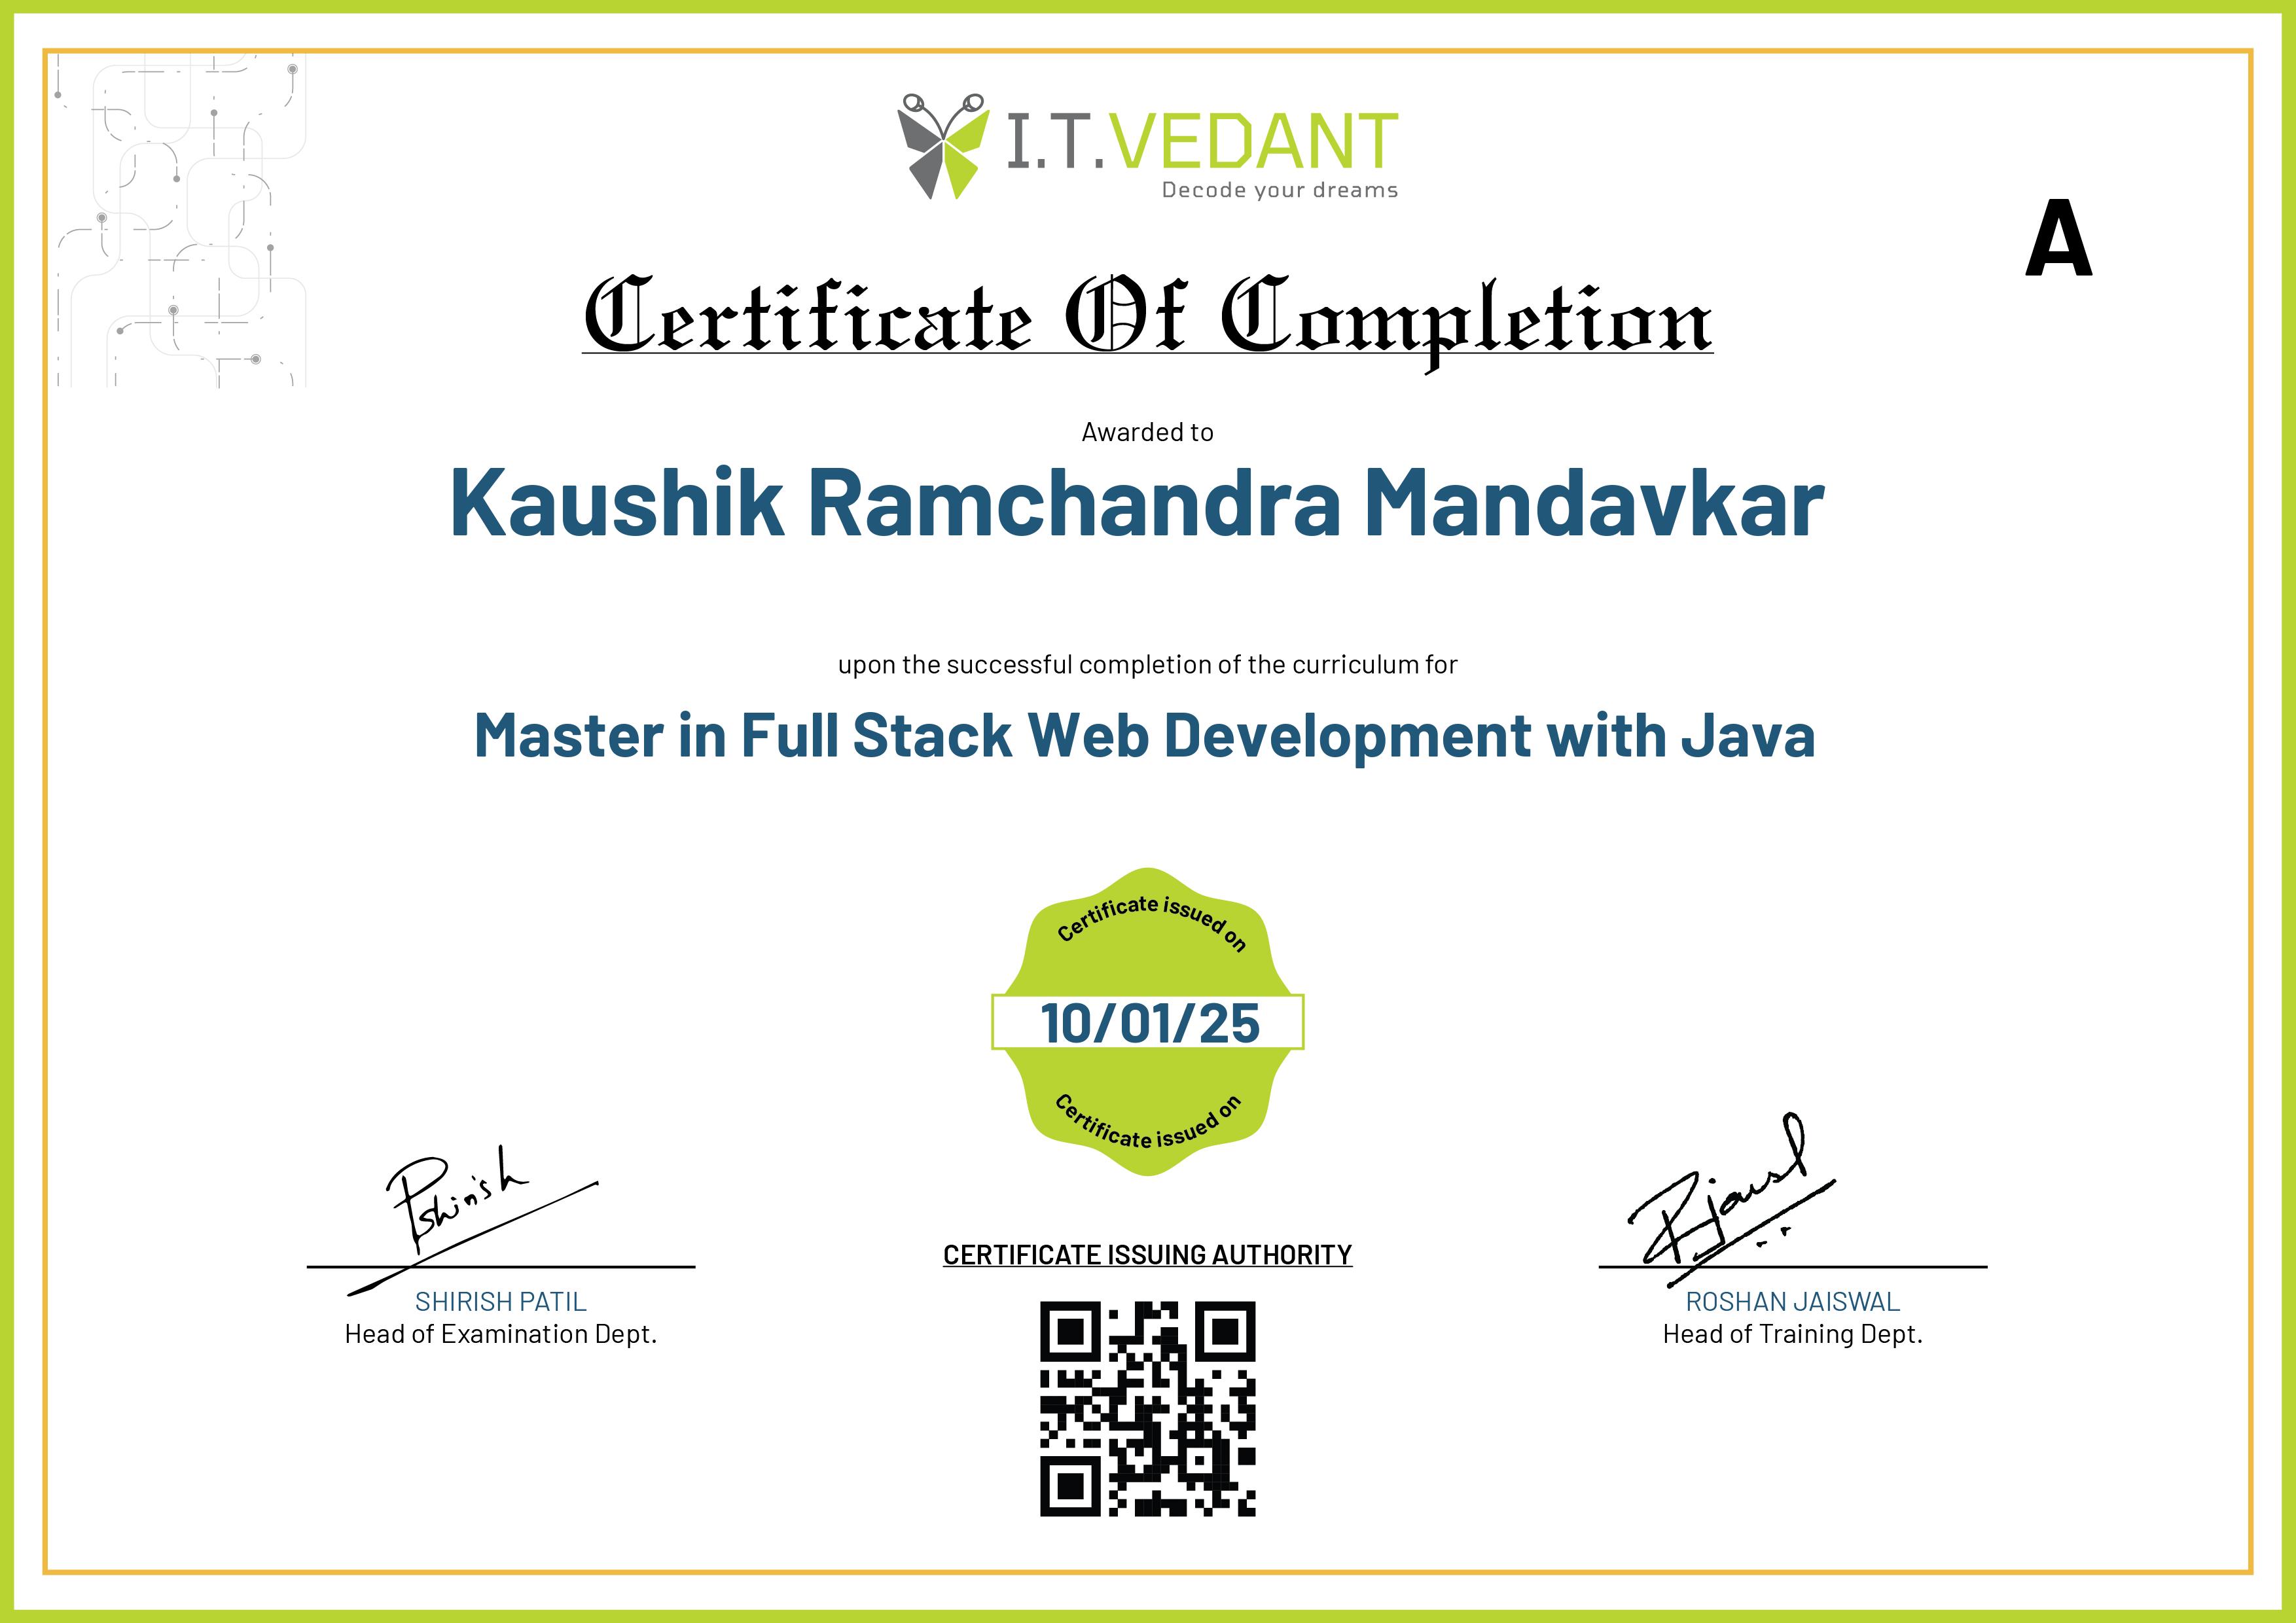 I.T.VEDANT
Decode your dreams
A
Certificate Of Completion
Awarded to
Kaushik Ramchandra Mandavkar
upon the successful completion of the curriculum for
Master in Full Stack Web Development with Java
Certificate issued on
10/01/25
Certificate issued on
Pshirish
Rjaiswal
CERTIFICATE ISSUING AUTHORITY
SHIRISH PATIL
Head of Examination Dept.
ROSHAN JAISWAL
Head of Training Dept.